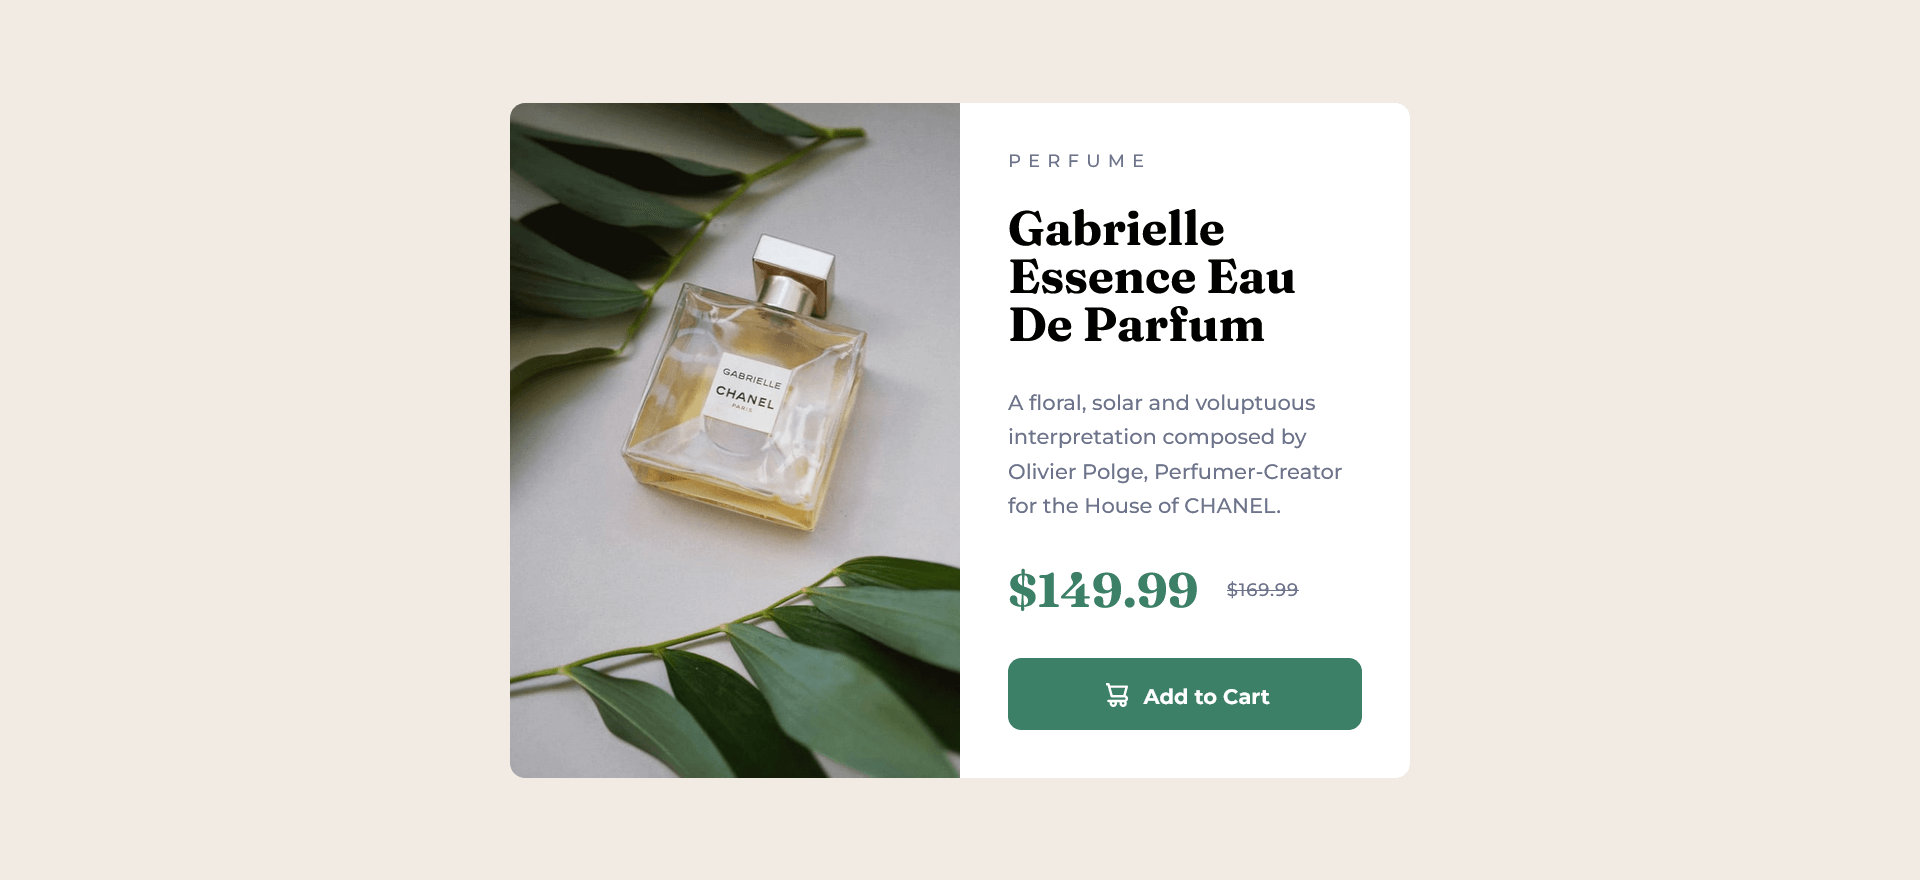 GABRIELLE
CHANEL
PARIS
PERFUME
Gabrielle
Essence Eau
De Parfum
A floral, solar and voluptuous
interpretation composed by
Olivier Polge, Perfumer-Creator
for the House of CHANEL.
$149.99 $169.99
Add to Cart